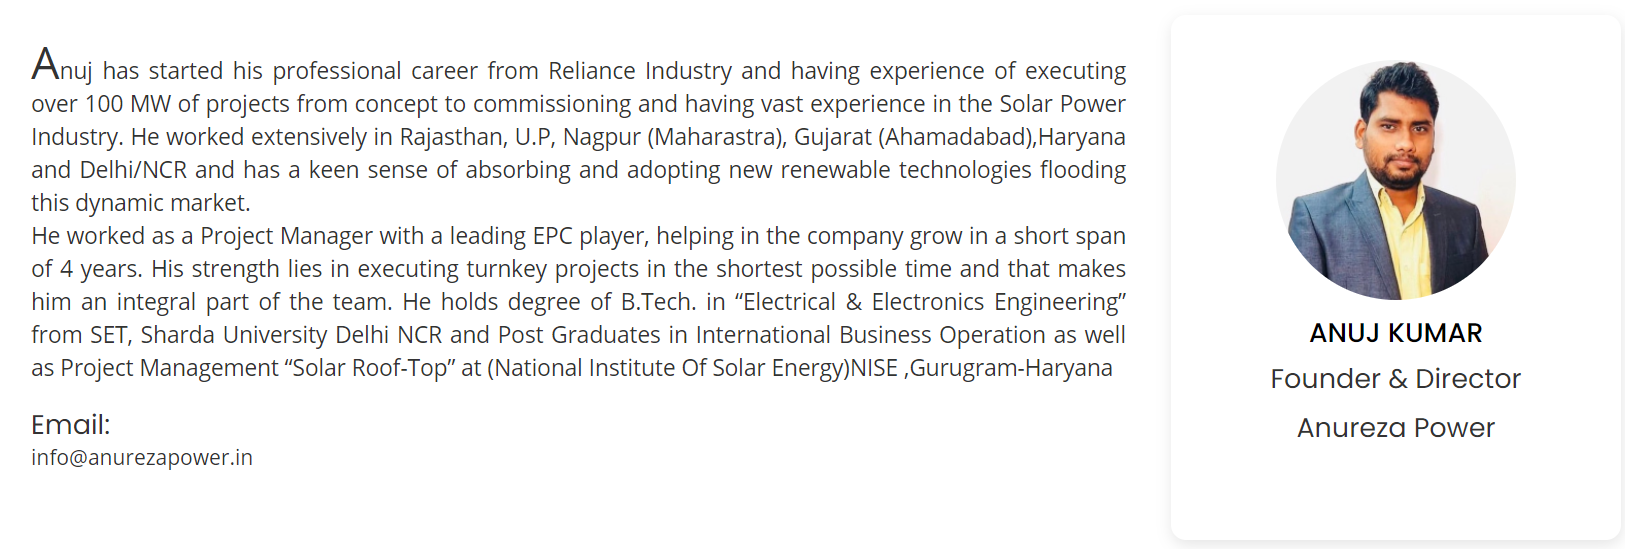 Anuj has started his professional career from Reliance Industry and having experience of executing
over 100 MW of projects from concept to commissioning and having vast experience in the Solar Power
Industry. He worked extensively in Rajasthan, U.P, Nagpur (Maharastra), Gujarat (Ahamadabad),Haryana
and Delhi/NCR and has a keen sense of absorbing and adopting new renewable technologies flooding
this dynamic market.
He worked as a Project Manager with a leading EPC player, helping in the company grow in a short span
of 4 years. His strength lies in executing turnkey projects in the shortest possible time and that makes
him an integral part of the team. He holds degree of B.Tech. in “Electrical & Electronics Engineering”
from SET, Sharda University Delhi NCR and Post Graduates in International Business Operation as well
as Project Management “Solar Roof-Top” at (National Institute Of Solar Energy)NISE ,Gurugram-Haryana
Email:
info@anurezapower.in
ANUJ KUMAR
Founder & Director
Anureza Power